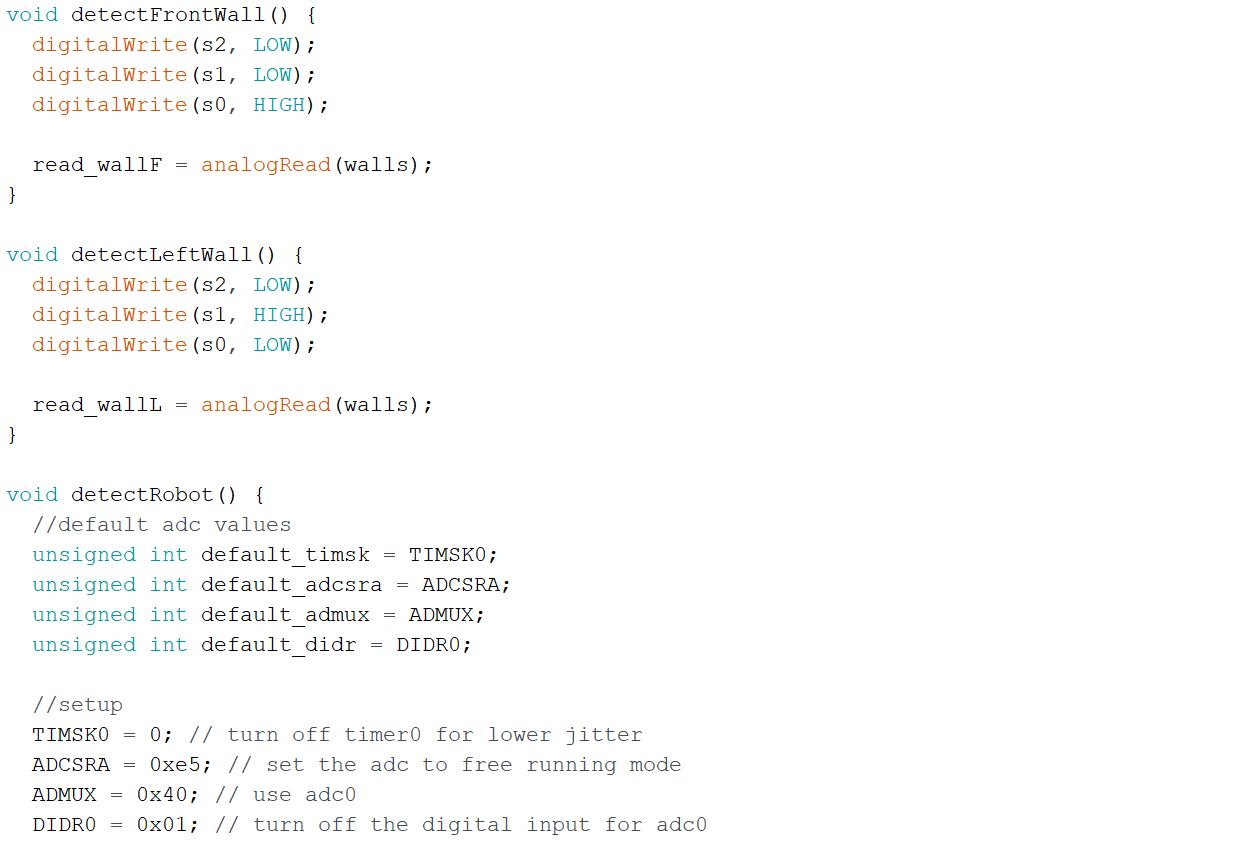 void detectFrontWall() {
  digitalWrite(s2, LOW);
  digitalWrite(s1, LOW);
  digitalWrite(s0, HIGH);

  read_wallF = analogRead(walls);
}

void detectLeftWall() {
  digitalWrite(s2, LOW);
  digitalWrite(s1, HIGH);
  digitalWrite(s0, LOW);

  read_wallL = analogRead(walls);
}

void detectRobot() {
  //default adc values
  unsigned int default_timsk = TIMSK0;
  unsigned int default_adcsra = ADCSRA;
  unsigned int default_admux = ADMUX;
  unsigned int default_didr = DIDR0;

  //setup
  TIMSK0 = 0; // turn off timer0 for lower jitter
  ADCSRA = 0xe5; // set the adc to free running mode
  ADMUX = 0x40; // use adc0
  DIDR0 = 0x01; // turn off the digital input for adc0